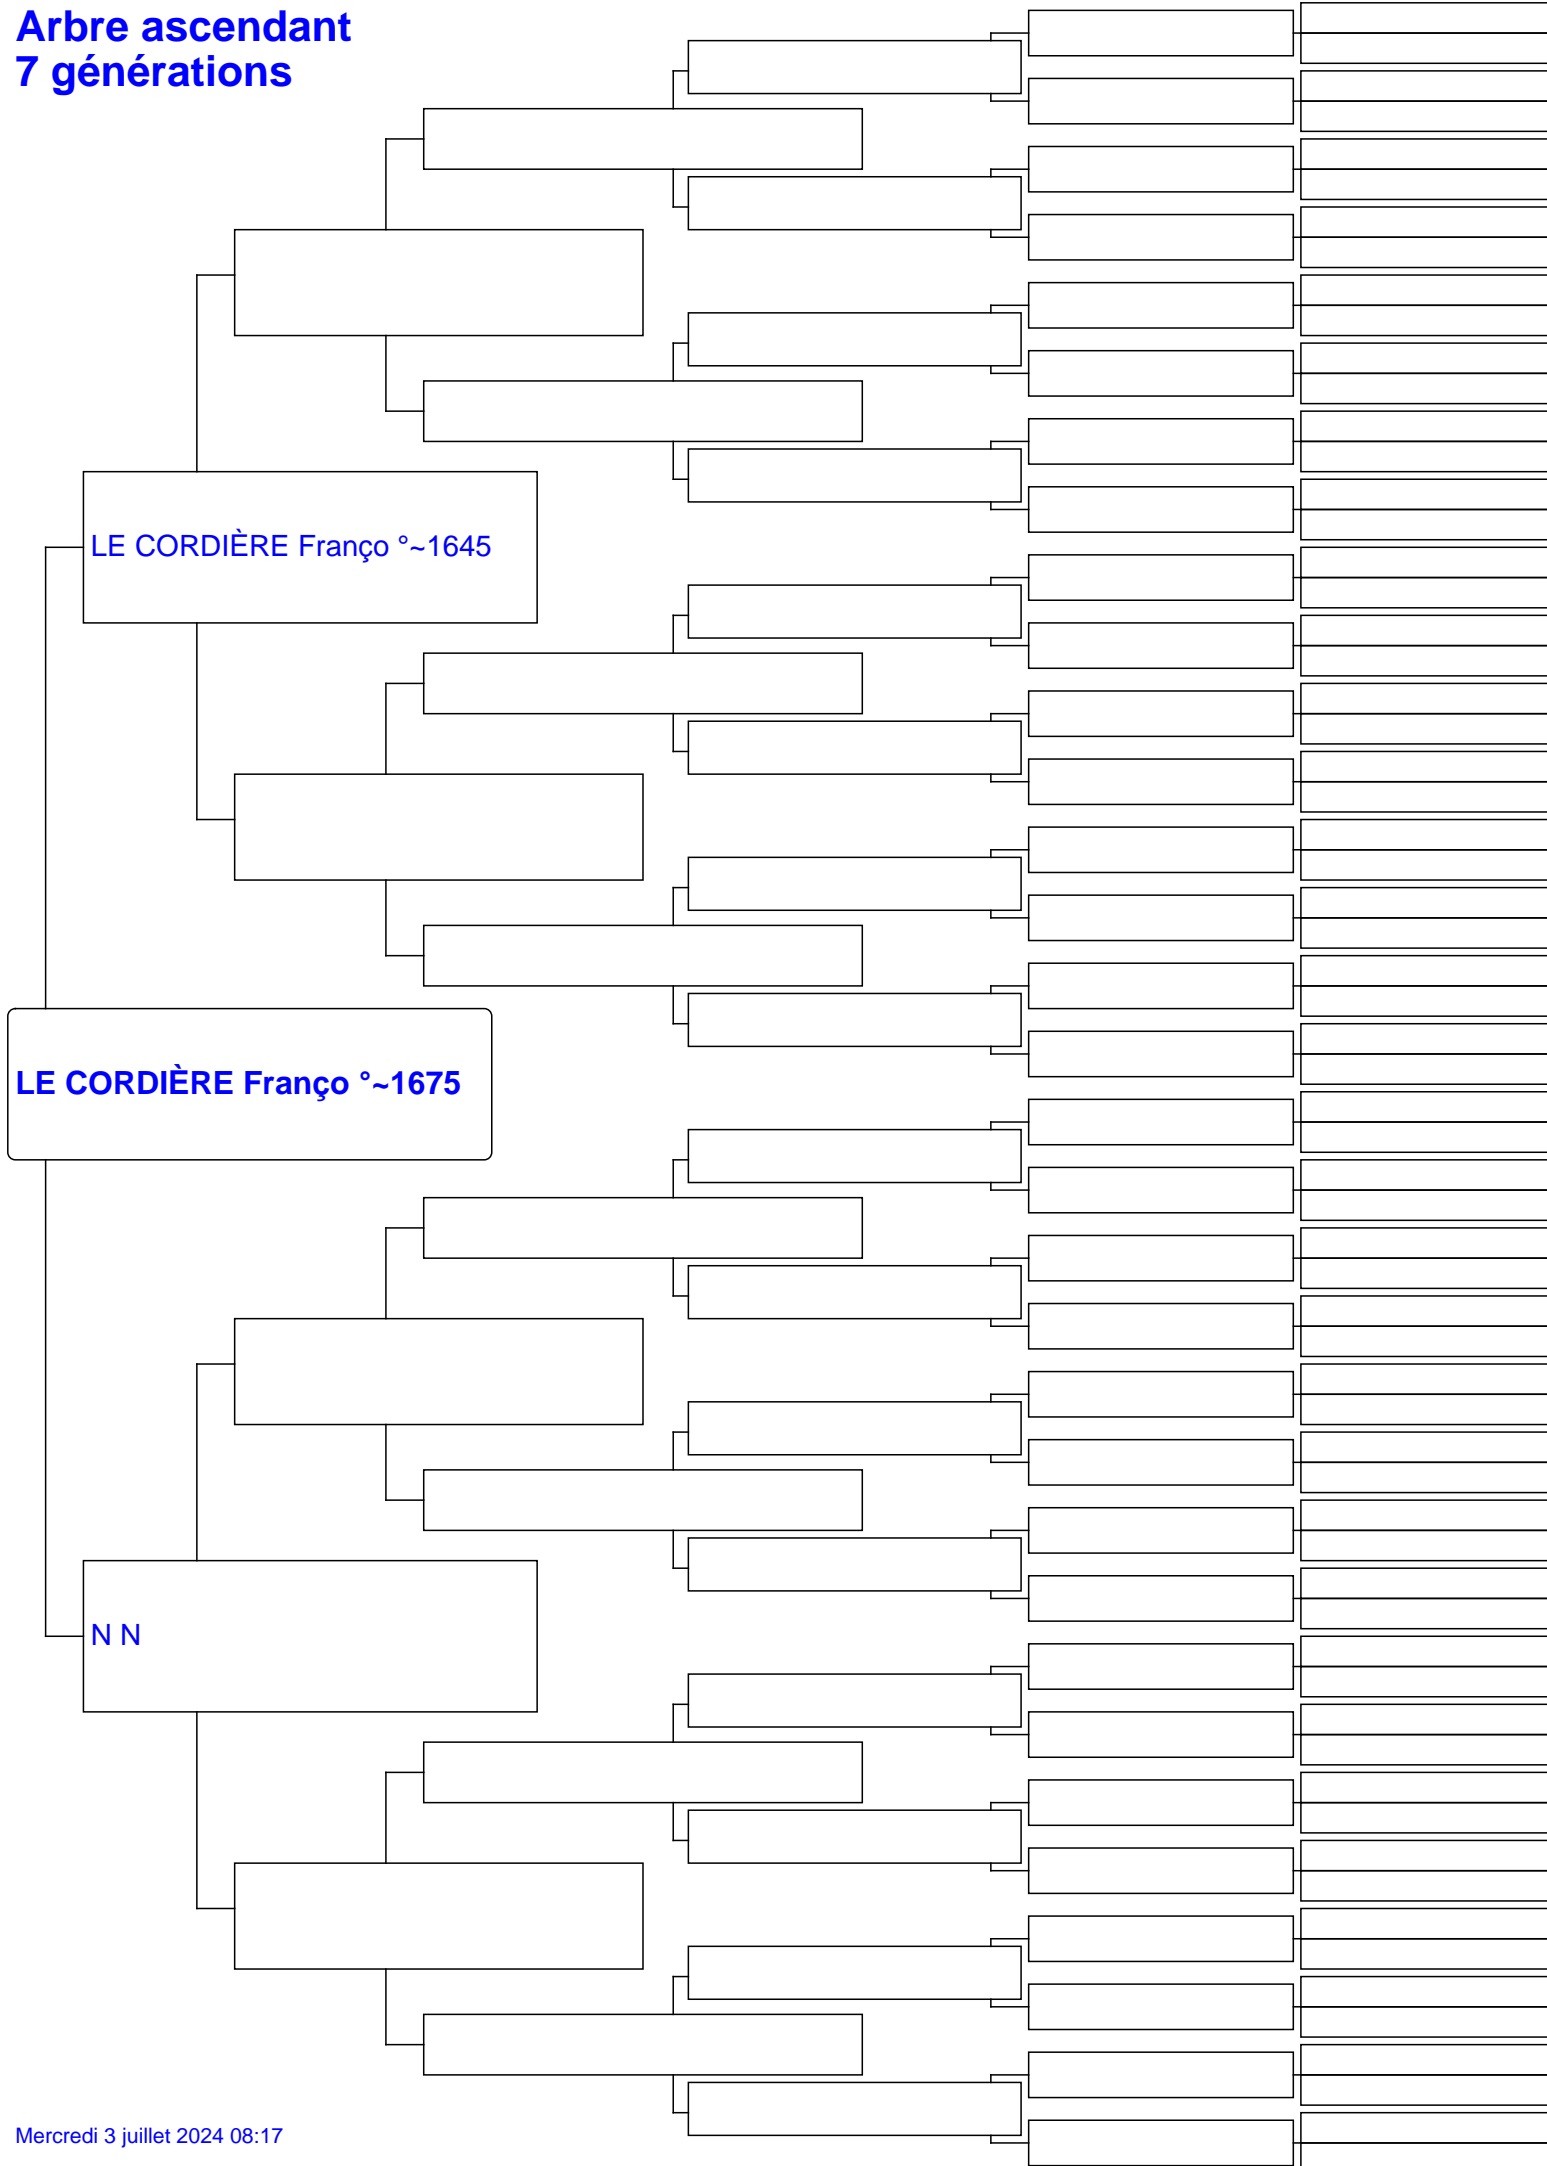 Arbre ascendant
7 générations
LE CORDIÈRE Franço °~1645
LE CORDIÈRE Franço °~1675
N N
Mercredi 3 juillet 2024 08:17